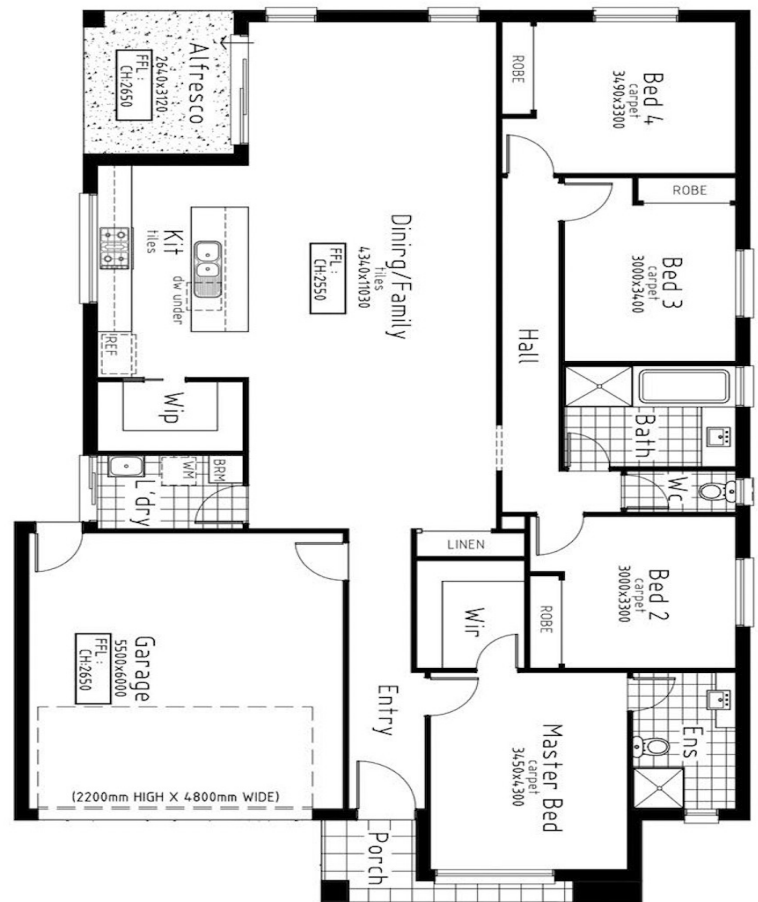 Alfresco
2640x3120
FFL :
CH:2650
ROBE
Bed 4
carpet
3490x3300
ROBE
Bed 3
carpet
3000x3400
Kit
tiles
dw under
REF
Dining/Family
tiles
4340x11030
FFL :
CH:2550
Hall
Bath
Wip
Wc
L'dry
WM
BRM
LINEN
Wir
ROBE
Bed 2
carpet
3000x3300
Garage
5500x6000
FFL :
CH:2650
(2200mm HIGH X 4800mm WIDE)
Entry
Master Bed
carpet
3450x4300
Ens
Porch